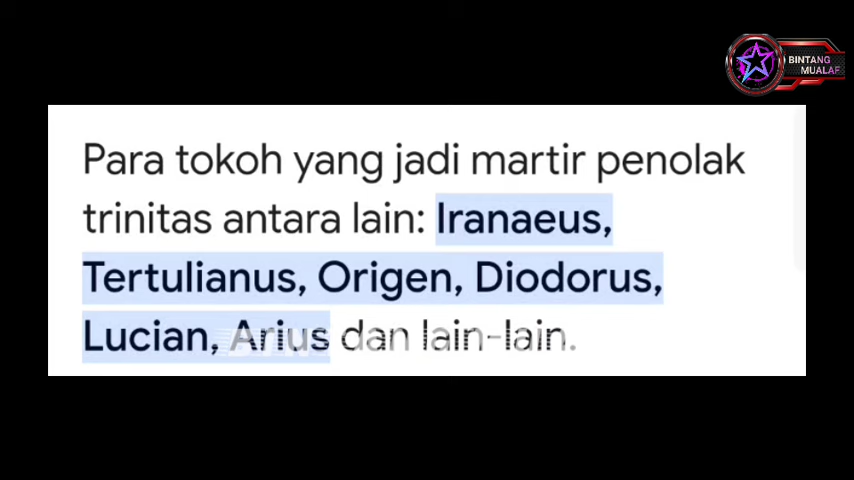 BINTANG
MUALAF
Para tokoh yang jadi martir penolak
trinitas antara lain: Iranaeus,
Tertulianus, Origen, Diodorus,
Lucian, Arius dan lain-lain.